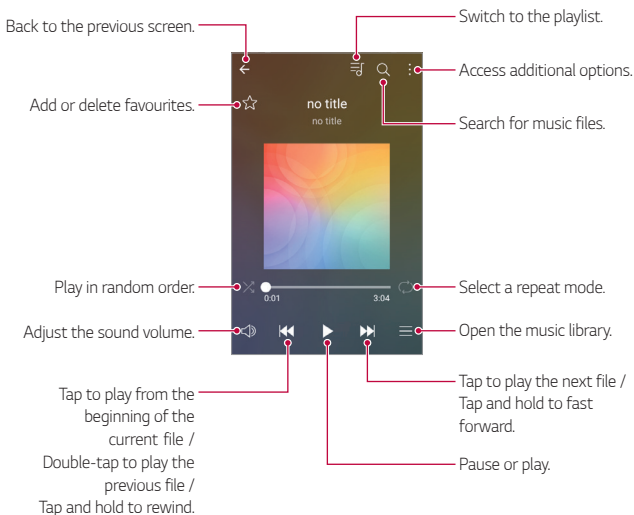 Switch to the playlist.
Back to the previous screen.
Access additional options.
Add or delete favourites.
no title
no title
Search for music files.
Play in random order.
0:01
3:04
Select a repeat mode.
Adjust the sound volume.
Open the music library.
Tap to play from the
beginning of the
current file /
Double-tap to play the
previous file /
Tap and hold to rewind.
Tap to play the next file /
Tap and hold to fast
forward.
Pause or play.